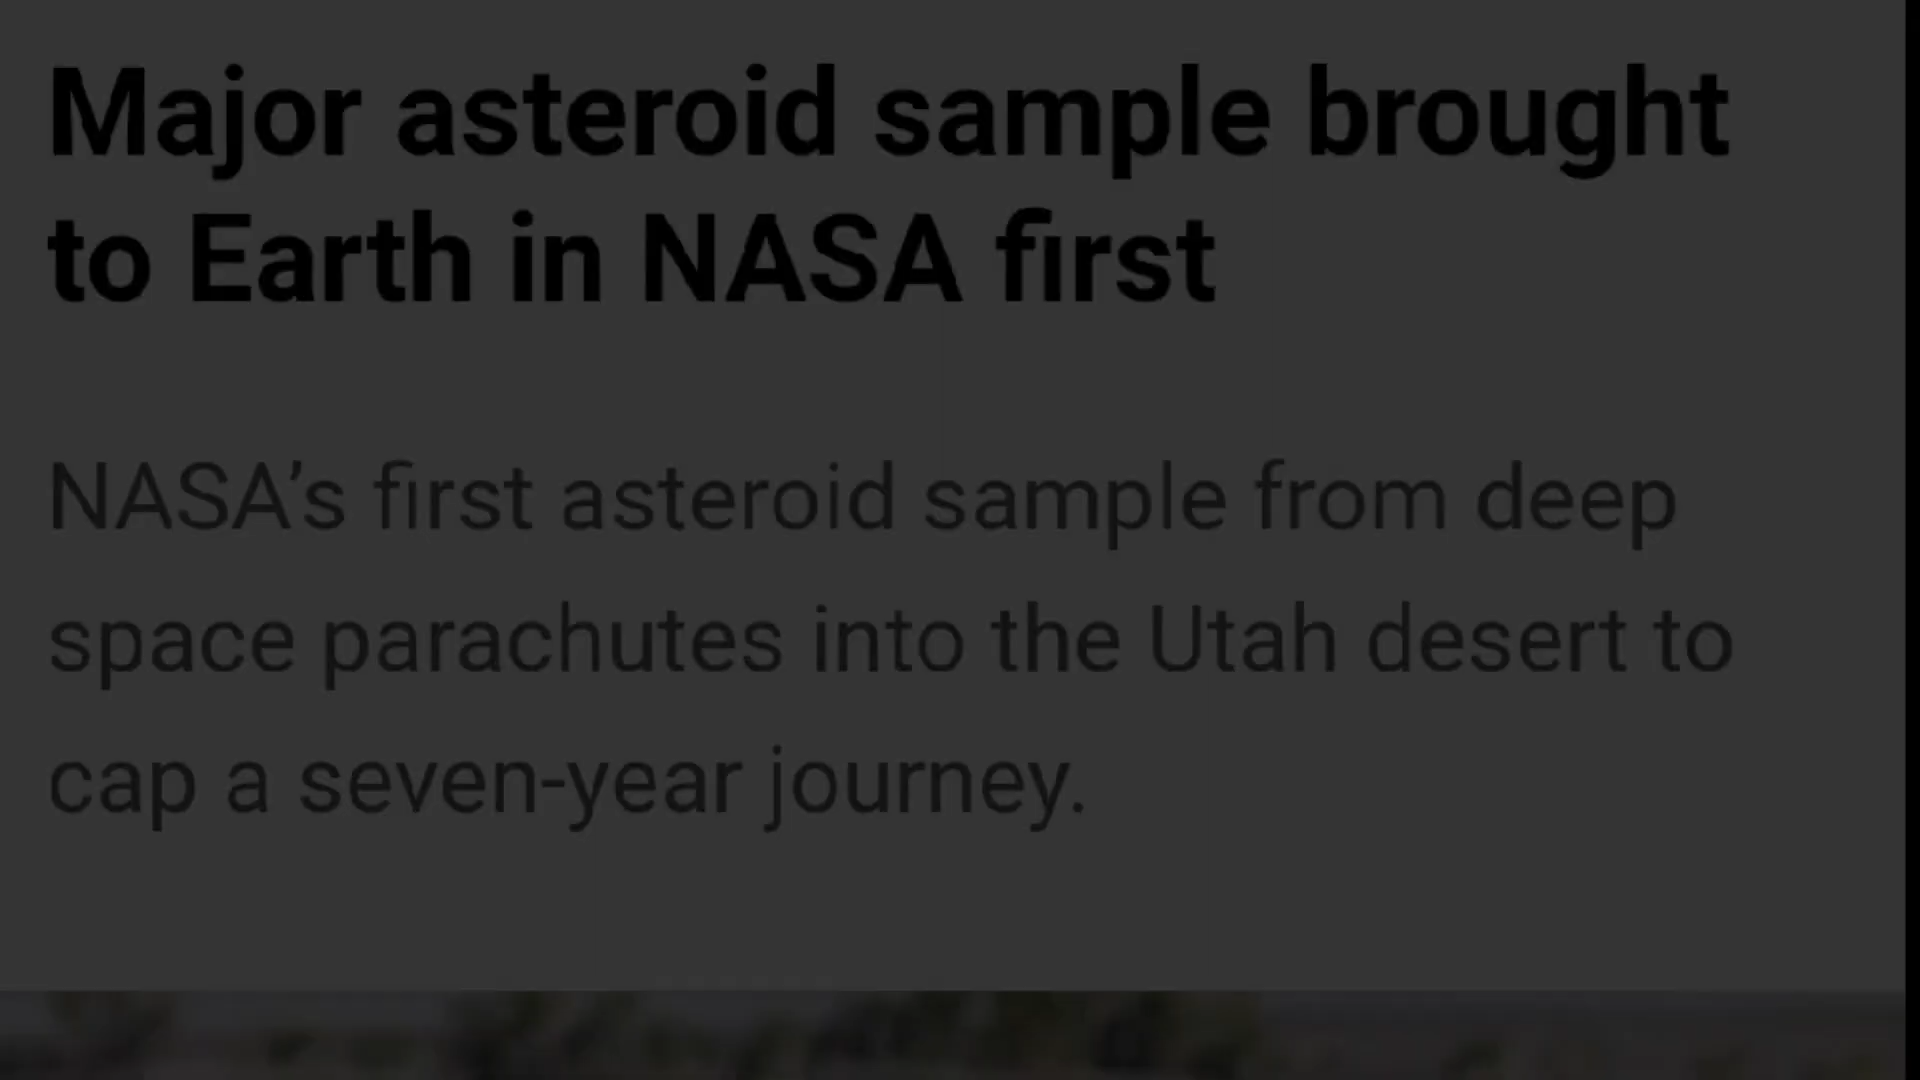 Major asteroid sample brought
to Earth in NASA first
NASA’s first asteroid sample from deep
space parachutes into the Utah desert to
cap a seven-year journey.